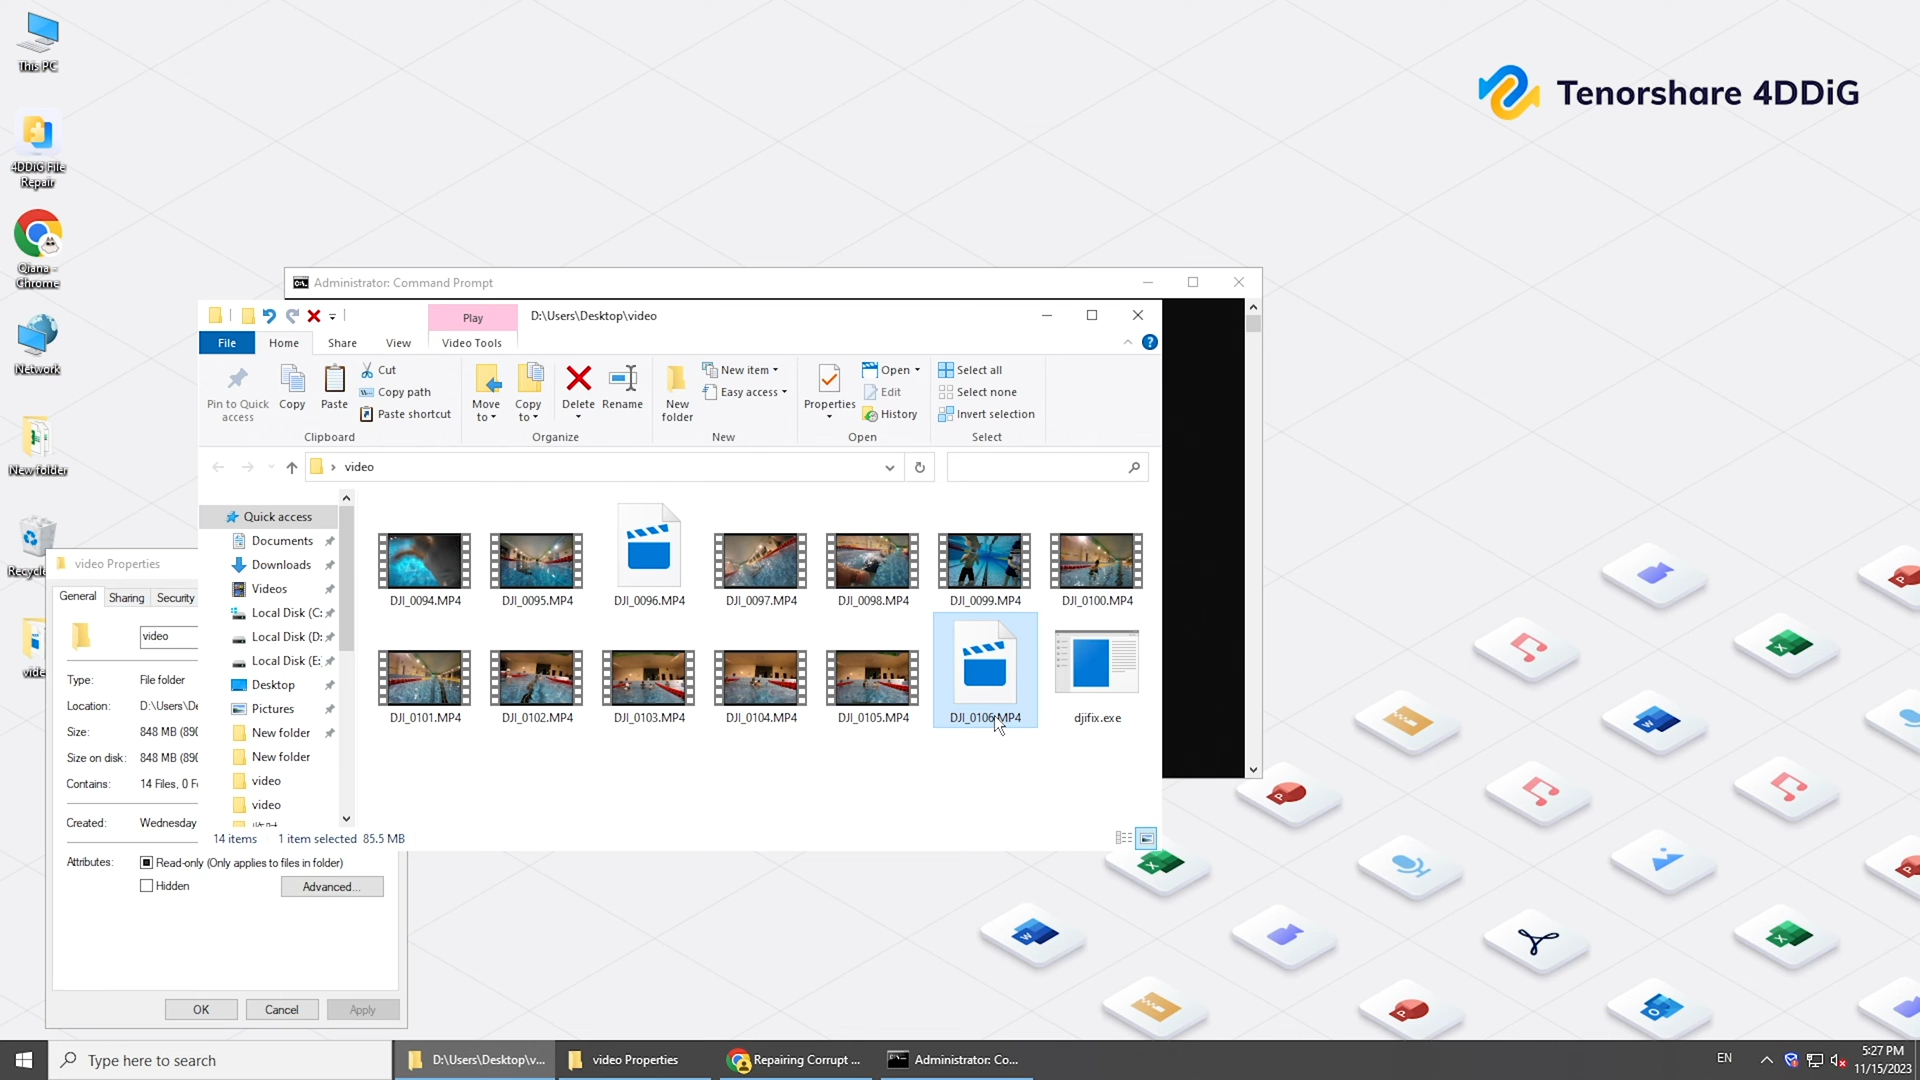 This PC
4DDiG File
Repair
Qiana -
Chrome
Network
New folder
Tenorshare 4DDiG
Administrator: Command Prompt
Play
D:\Users\Desktop\video
File
Home
Share
View
Video Tools
Pin to Quick
access
Copy
Paste
Cut
Copy path
Paste shortcut
Clipboard
Move
to
Copy
to
Delete
Rename
Organize
New
folder
New item
Easy access
New
Properties
Open
Edit
History
Open
Select all
Select none
Invert selection
Select
video
Quick access
Documents
Downloads
Videos
Local Disk (C:
Local Disk (D:
Local Disk (E:
Desktop
Pictures
New folder
New folder
video
video
DJI_0094.MP4
DJI_0095.MP4
DJI_0096.MP4
DJI_0097.MP4
DJI_0098.MP4
DJI_0099.MP4
DJI_0100.MP4
DJI_0101.MP4
DJI_0102.MP4
DJI_0103.MP4
DJI_0104.MP4
DJI_0105.MP4
DJI_0106.MP4
djifix.exe
14 items
1 item selected 85.5 MB
video Properties
General
Sharing
Security
video
Type:
File folder
Location:
D:\Users\De
Size:
848 MB (890
Size on disk:
848 MB (890
Contains:
14 Files, 0 F
Created:
Wednesday
Attributes:
Read-only (Only applies to files in folder)
Hidden
Advanced...
OK
Cancel
Apply
Type here to search
D:\Users\Desktop\v...
video Properties
Repairing Corrupt ...
Administrator: Co...
EN
5:27 PM
11/15/2023